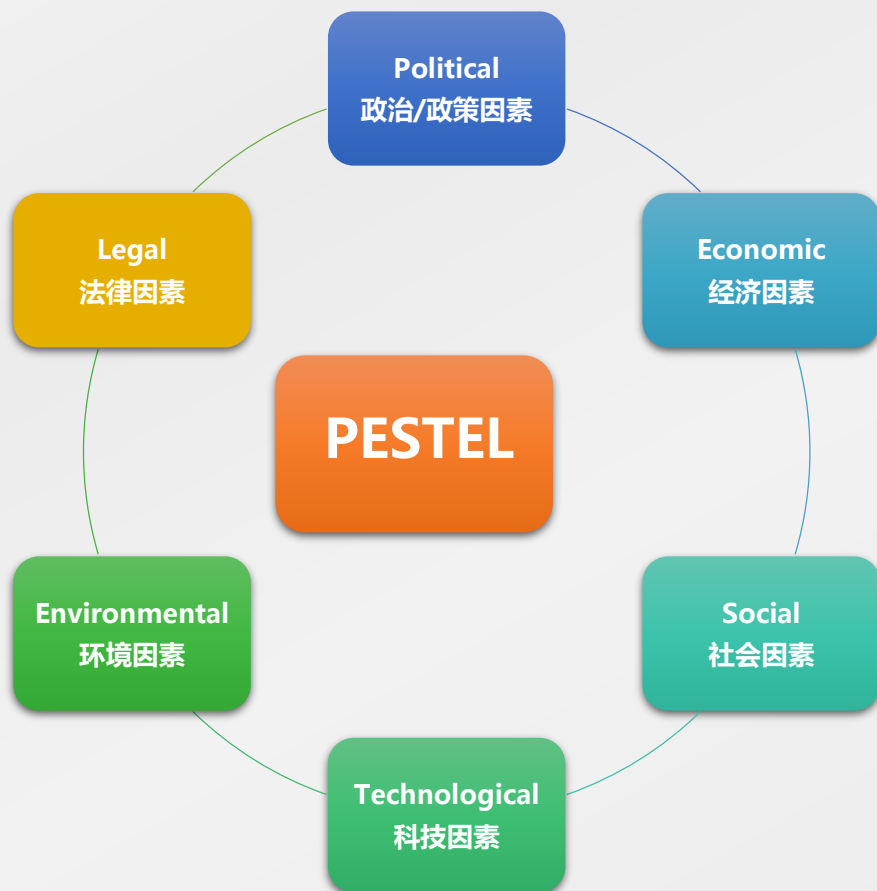 Political
政治/政策因素
Legal
法律因素
Economic
经济因素
PESTEL
Environmental
环境因素
Social
社会因素
Technological
科技因素